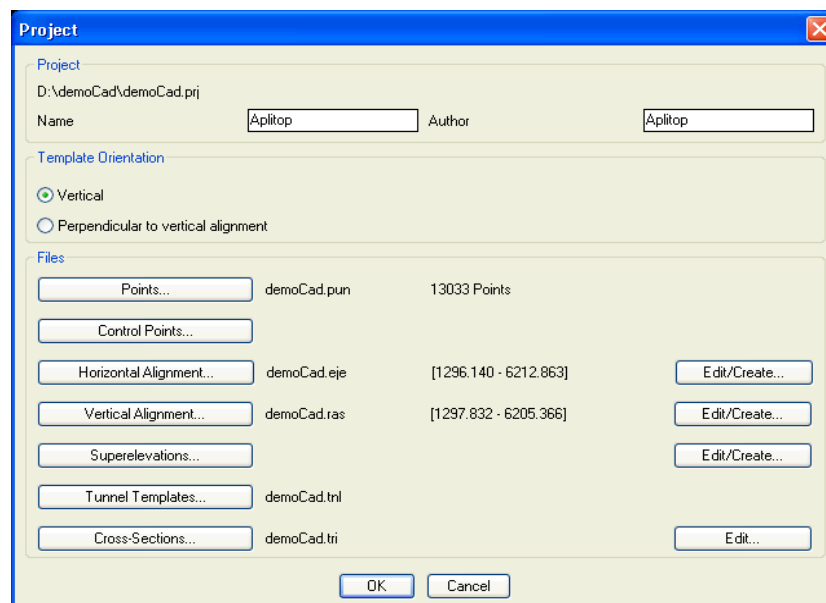 Project
Project
D:\demoCad\demoCad.prj
Name Aplitop Author Aplitop
Template Orientation
Vertical
Perpendicular to vertical alignment
Files
Points... demoCad.pun 13033 Points
Control Points...
Horizontal Alignment... demoCad.eje [1296.140 - 6212.863] Edit/Create...
Vertical Alignment... demoCad.ras [1297.832 - 6205.366] Edit/Create...
Superelevations... Edit/Create...
Tunnel Templates... demoCad.tnl
Cross-Sections... demoCad.tri Edit...
OK Cancel